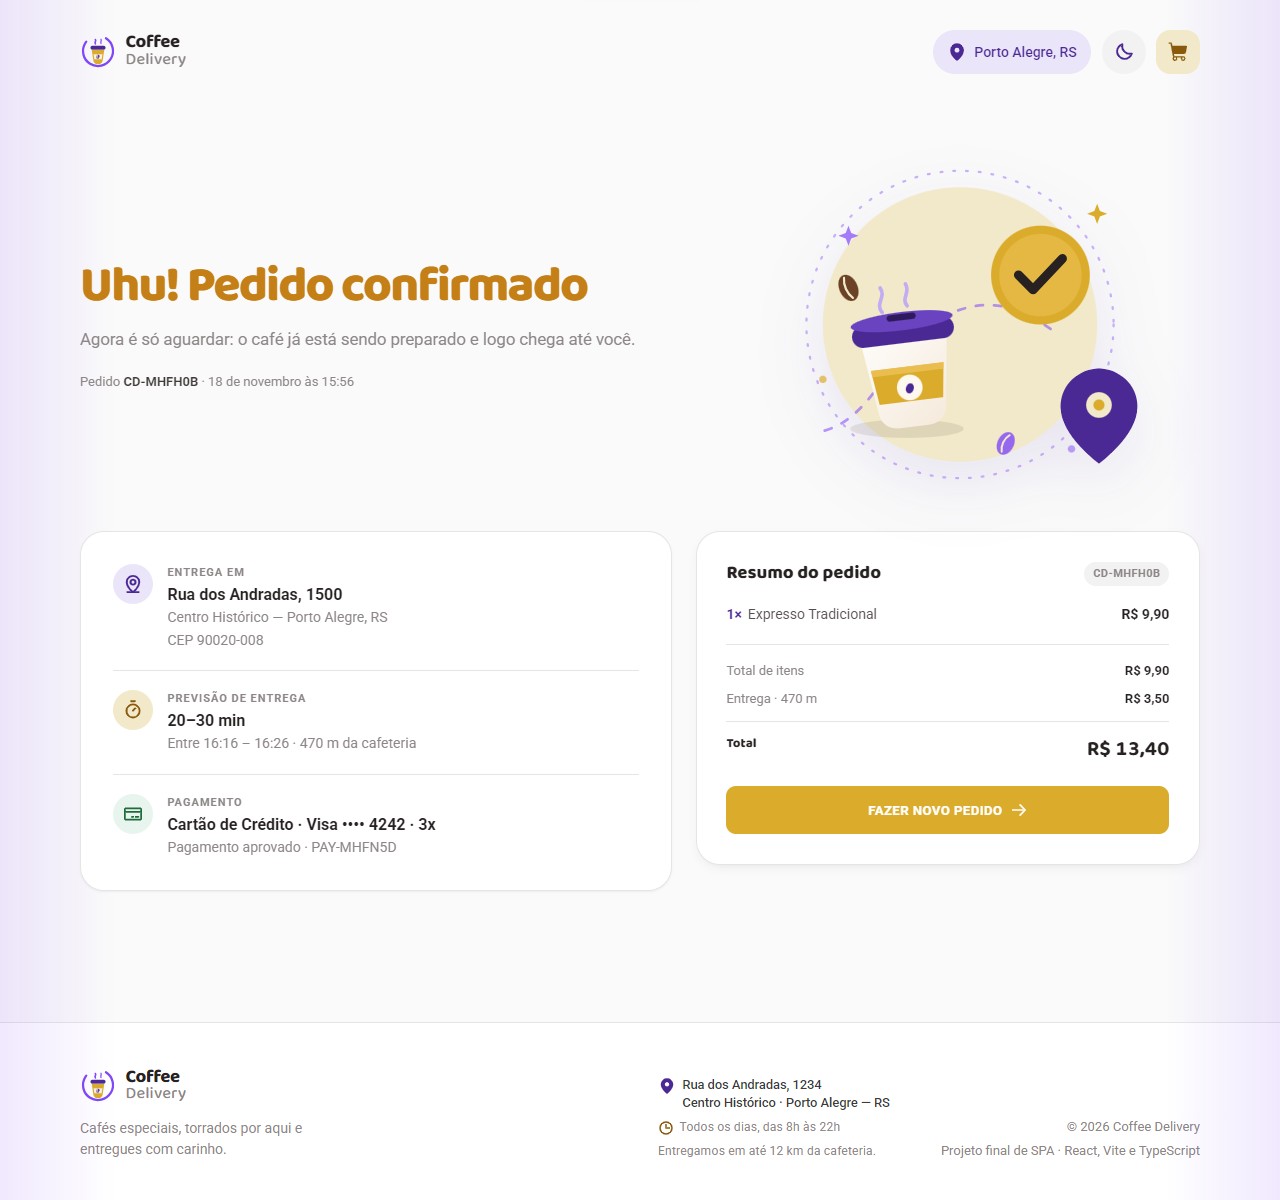 Coffee
Delivery
Porto Alegre, RS
Uhu! Pedido confirmado
Agora é só aguardar: o café já está sendo preparado e logo chega até você.
Pedido CD-MHFH0B · 18 de novembro às 15:56
ENTREGA EM
Rua dos Andradas, 1500
Centro Histórico — Porto Alegre, RS
CEP 90020-008
PREVISÃO DE ENTREGA
20–30 min
Entre 16:16 – 16:26 · 470 m da cafeteria
PAGAMENTO
Cartão de Crédito · Visa •••• 4242 · 3x
Pagamento aprovado · PAY-MHFN5D
Resumo do pedido CD-MHFH0B
1× Expresso Tradicional R$ 9,90
Total de itens R$ 9,90
Entrega · 470 m R$ 3,50
Total R$ 13,40
FAZER NOVO PEDIDO
Coffee
Delivery
Cafés especiais, torrados por aqui e
entregues com carinho.
Rua dos Andradas, 1234
Centro Histórico · Porto Alegre — RS
Todos os dias, das 8h às 22h
Entregamos em até 12 km da cafeteria.
© 2026 Coffee Delivery
Projeto final de SPA · React, Vite e TypeScript